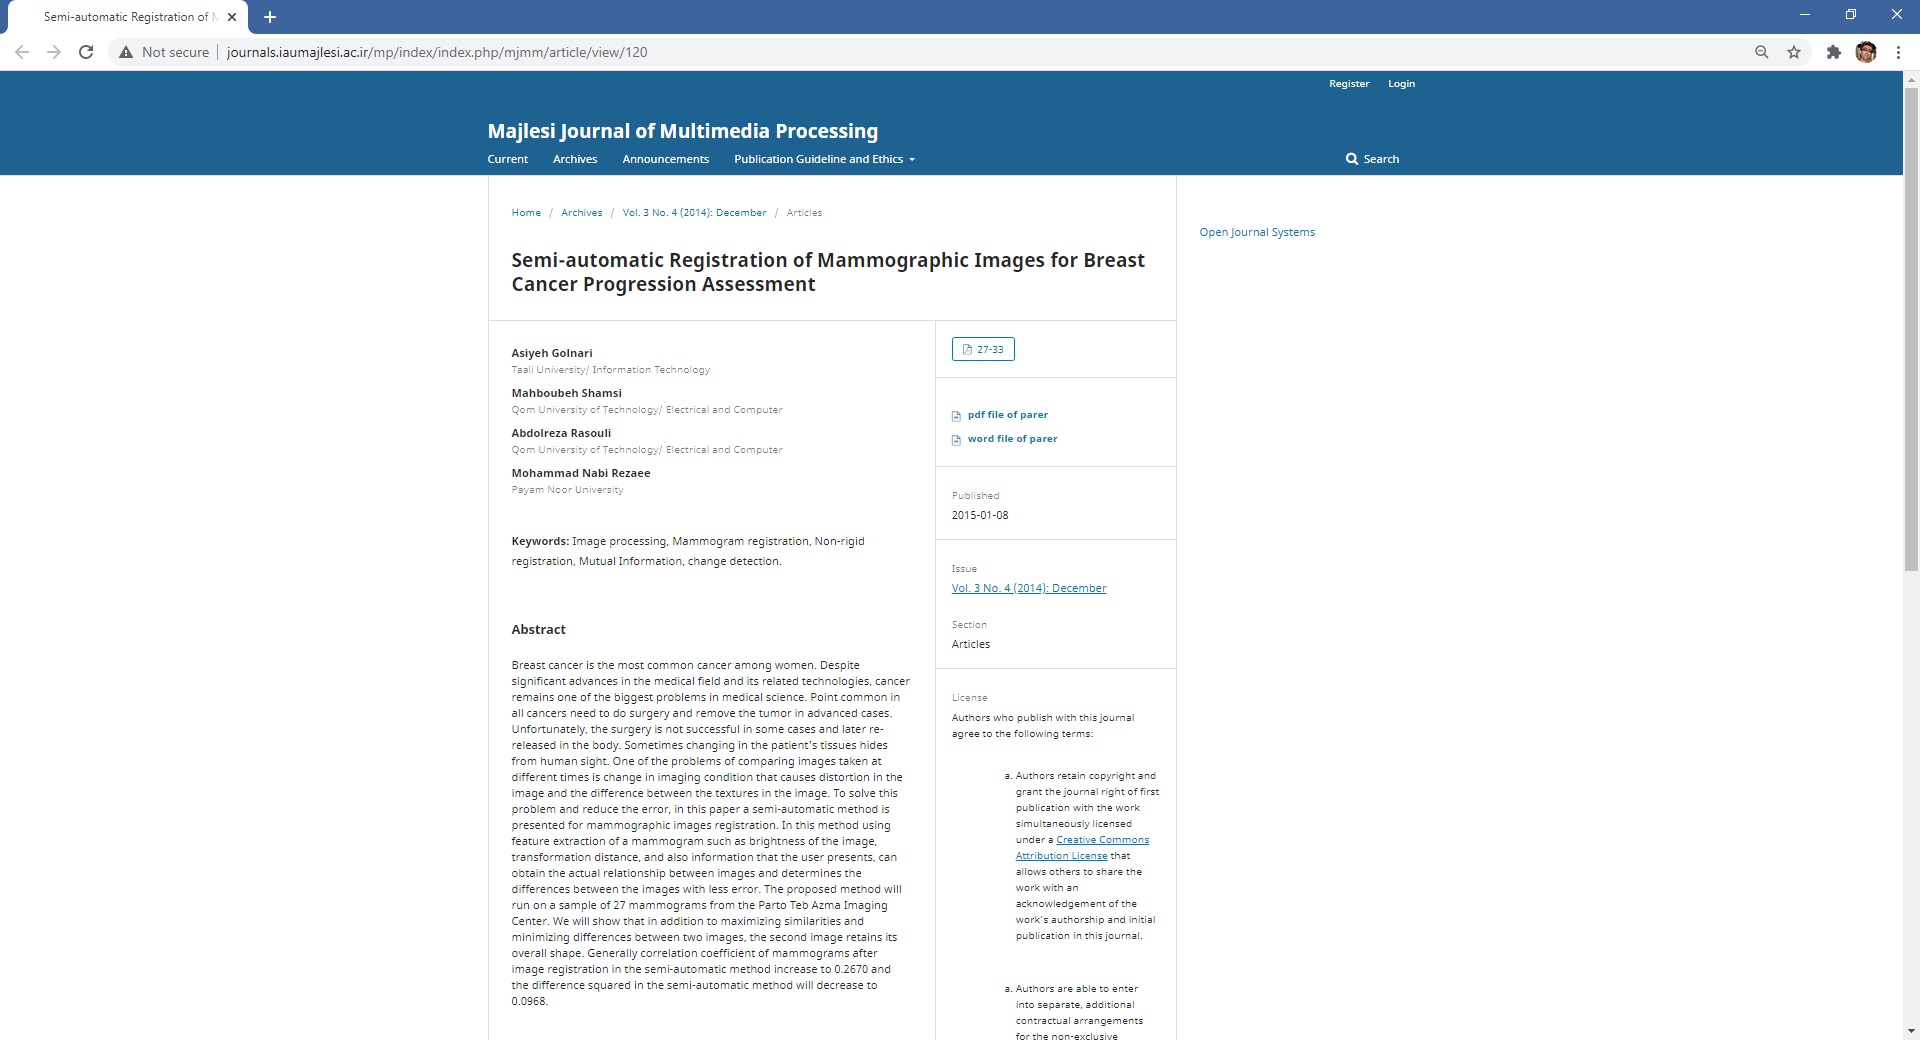 Semi-automatic Registration of
Not secure
journals.iaumajlesi.ac.ir/mp/index/index.php/mjmm/article/view/120
Register Login
Majlesi Journal of Multimedia Processing
Current Archives Announcements Publication Guideline and Ethics Search
Home / Archives / Vol. 3 No. 4 (2014): December / Articles
Open Journal Systems
Semi-automatic Registration of Mammographic Images for Breast
Cancer Progression Assessment
Asiyeh Golnari
Taali University/ Information Technology
Mahboubeh Shamsi
Qom University of Technology/ Electrical and Computer
Abdolreza Rasouli
Qom University of Technology/ Electrical and Computer
Mohammad Nabi Rezaee
Payam Noor University
Keywords: Image processing, Mammogram registration, Non-rigid
registration, Mutual Information, change detection.
Abstract
Breast cancer is the most common cancer among women. Despite
significant advances in the medical field and its related technologies, cancer
remains one of the biggest problems in medical science. Point common in
all cancers need to do surgery and remove the tumor in advanced cases.
Unfortunately, the surgery is not successful in some cases and later re-
released in the body. Sometimes changing in the patient's tissues hides
from human sight. One of the problems of comparing images taken at
different times is change in imaging condition that causes distortion in the
image and the difference between the textures in the image. To solve this
problem and reduce the error, in this paper a semi-automatic method is
presented for mammographic images registration. In this method using
feature extraction of a mammogram such as brightness of the image,
transformation distance, and also information that the user presents, can
obtain the actual relationship between images and determines the
differences between the images with less error. The proposed method will
run on a sample of 27 mammograms from the Parto Teb Azma Imaging
Center. We will show that in addition to maximizing similarities and
minimizing differences between two images, the second image retains its
overall shape. Generally correlation coefficient of mammograms after
image registration in the semi-automatic method increase to 0.2670 and
the difference squared in the semi-automatic method will decrease to
0.0968.
27-33
pdf file of parer
word file of parer
Published
2015-01-08
Issue
Vol. 3 No. 4 (2014): December
Section
Articles
License
Authors who publish with this journal
agree to the following terms:
a. Authors retain copyright and
grant the journal right of first
publication with the work
simultaneously licensed
under a Creative Commons
Attribution License that
allows others to share the
work with an
acknowledgement of the
work's authorship and initial
publication in this journal.
a. Authors are able to enter
into separate, additional
contractual arrangements
for the non-exclusive